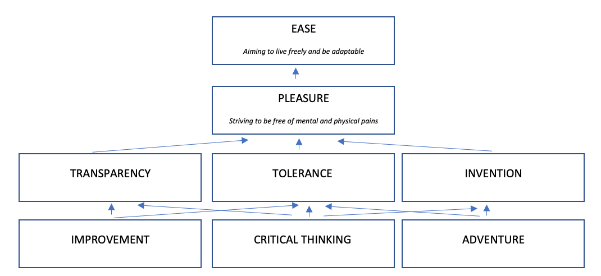 EASE
Aiming to live freely and be adaptable
PLEASURE
Striving to be free of mental and physical pains
TRANSPARENCY
TOLERANCE
INVENTION
IMPROVEMENT
CRITICAL THINKING
ADVENTURE